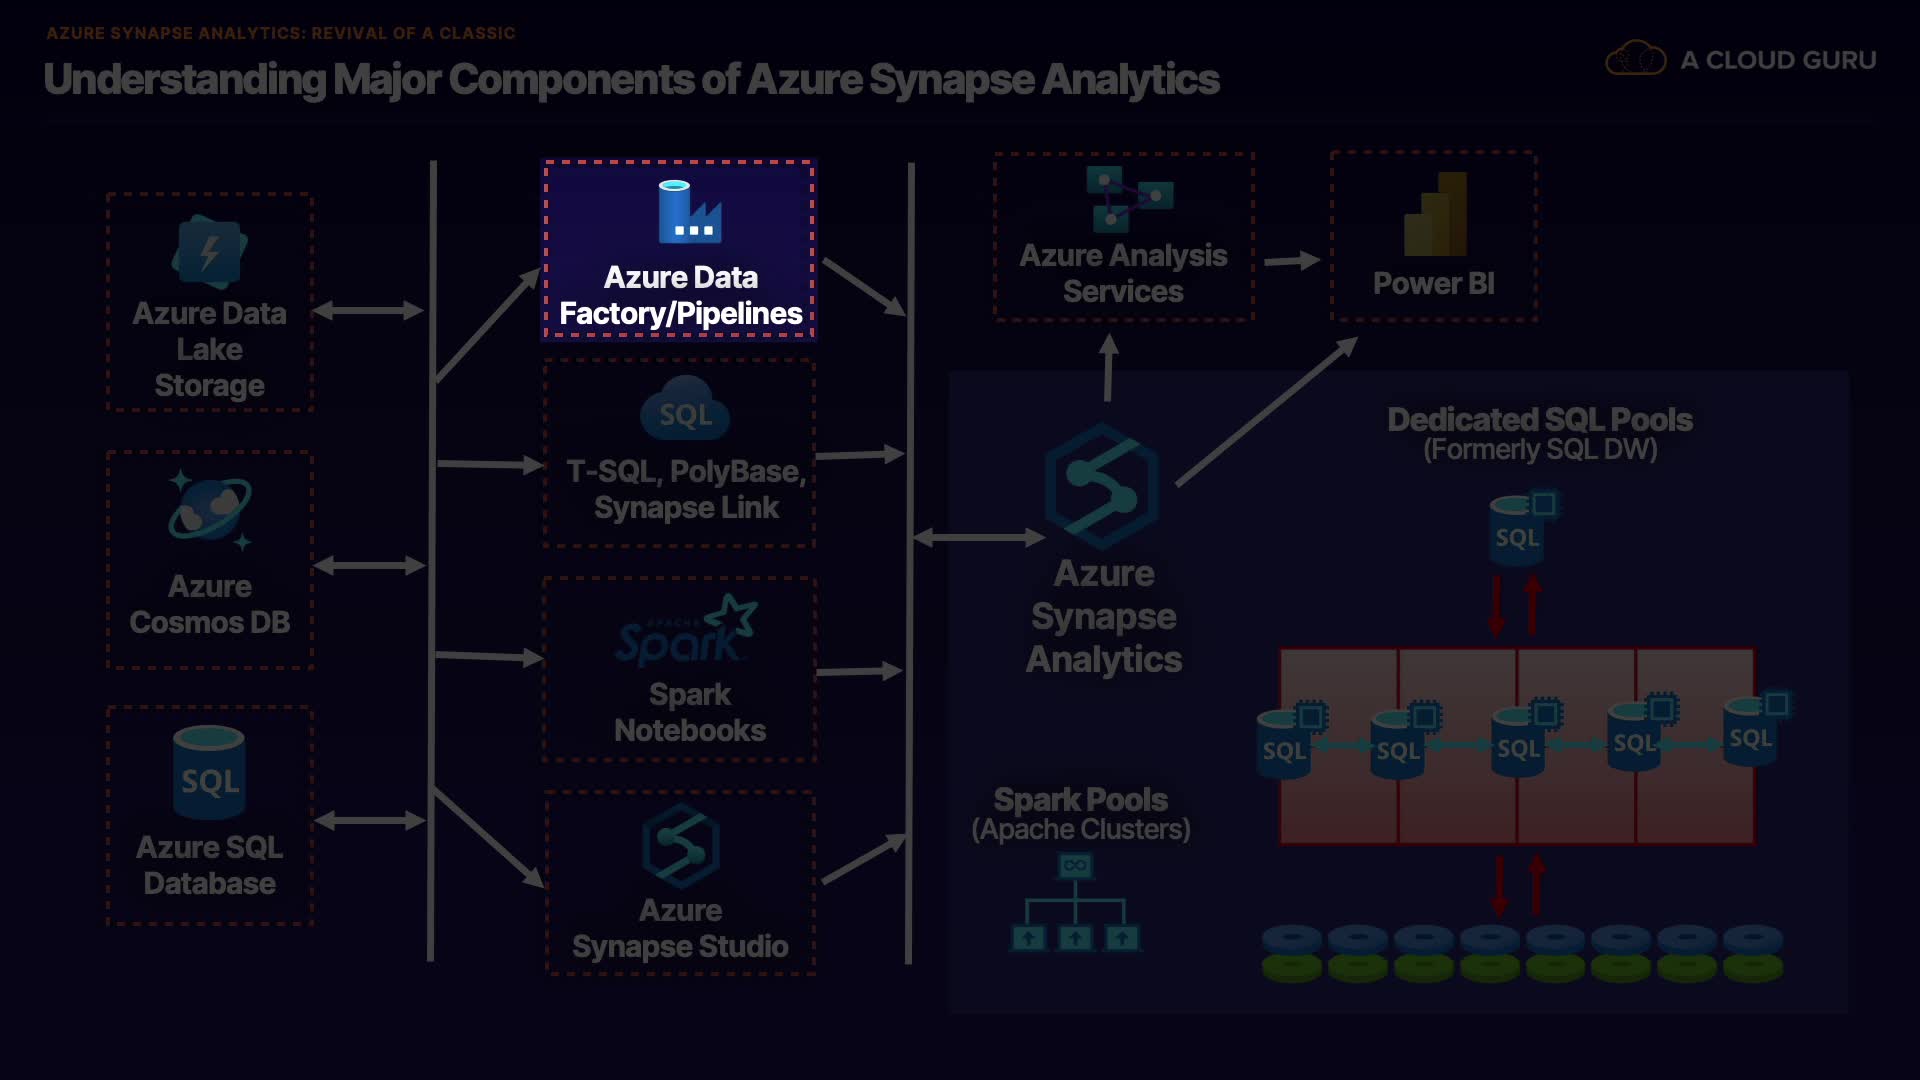 AZURE SYNAPSE ANALYTICS: REVIVAL OF A CLASSIC
Understanding Major Components of Azure Synapse Analytics
A CLOUD GURU
Azure Data
Lake
Storage
Azure
Cosmos DB
SQL
Azure SQL
Database
Azure Data
Factory/Pipelines
SQL
T-SQL, PolyBase,
Synapse Link
APACHE
Spark
Spark
Notebooks
Azure
Synapse Studio
Azure Analysis
Services
Power BI
Azure
Synapse
Analytics
Spark Pools
(Apache Clusters)
Dedicated SQL Pools
(Formerly SQL DW)
SQL
SQL
SQL
SQL
SQL
SQL